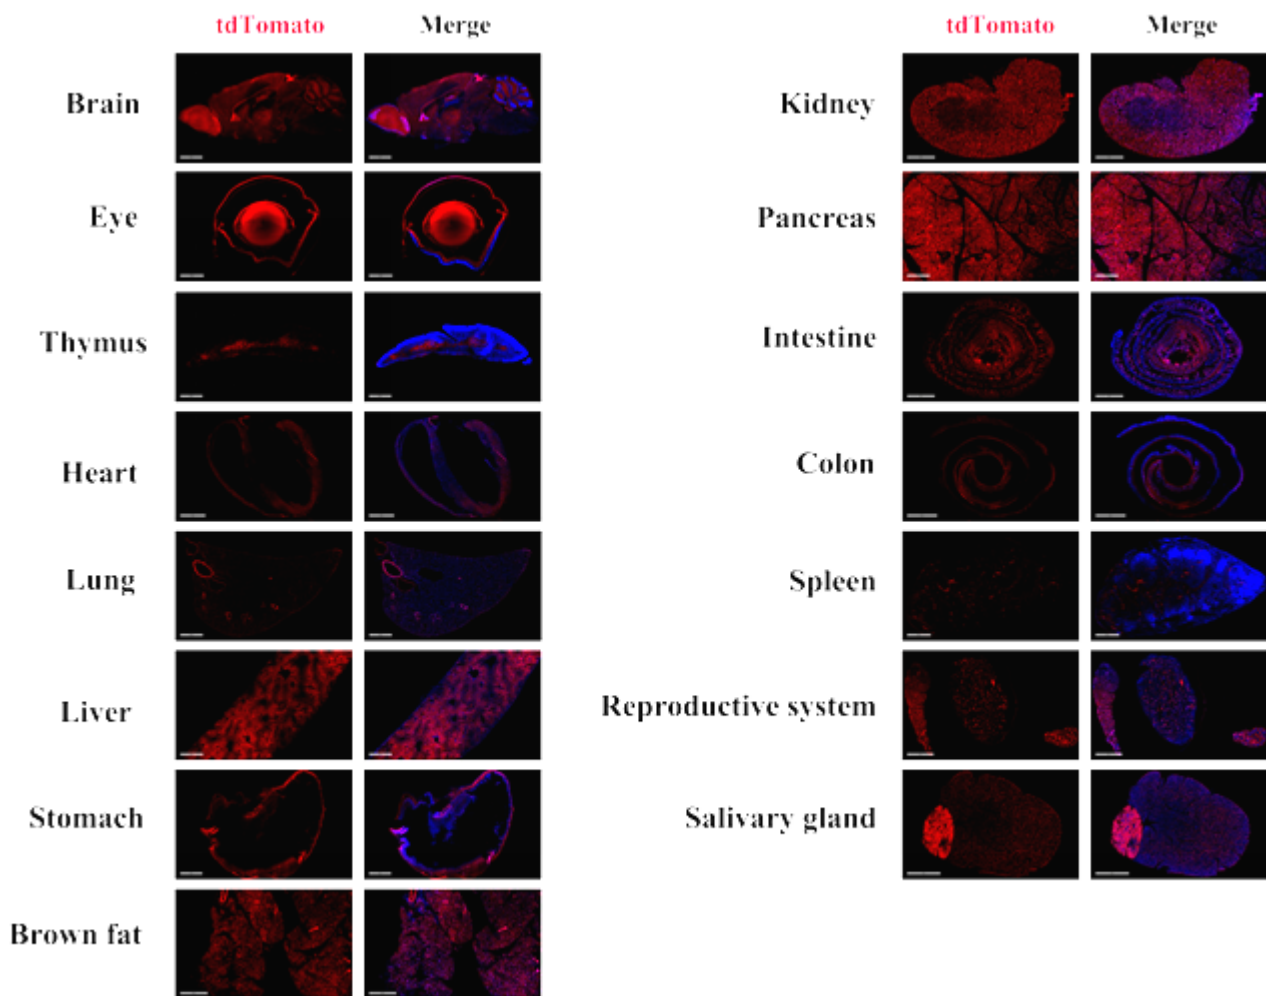 tdTomato Merge tdTomato Merge
Brain Kidney
Eye Pancreas
Thymus Intestine
Heart Colon
Lung Spleen
Liver Reproductive system
Stomach Salivary gland
Brown fat